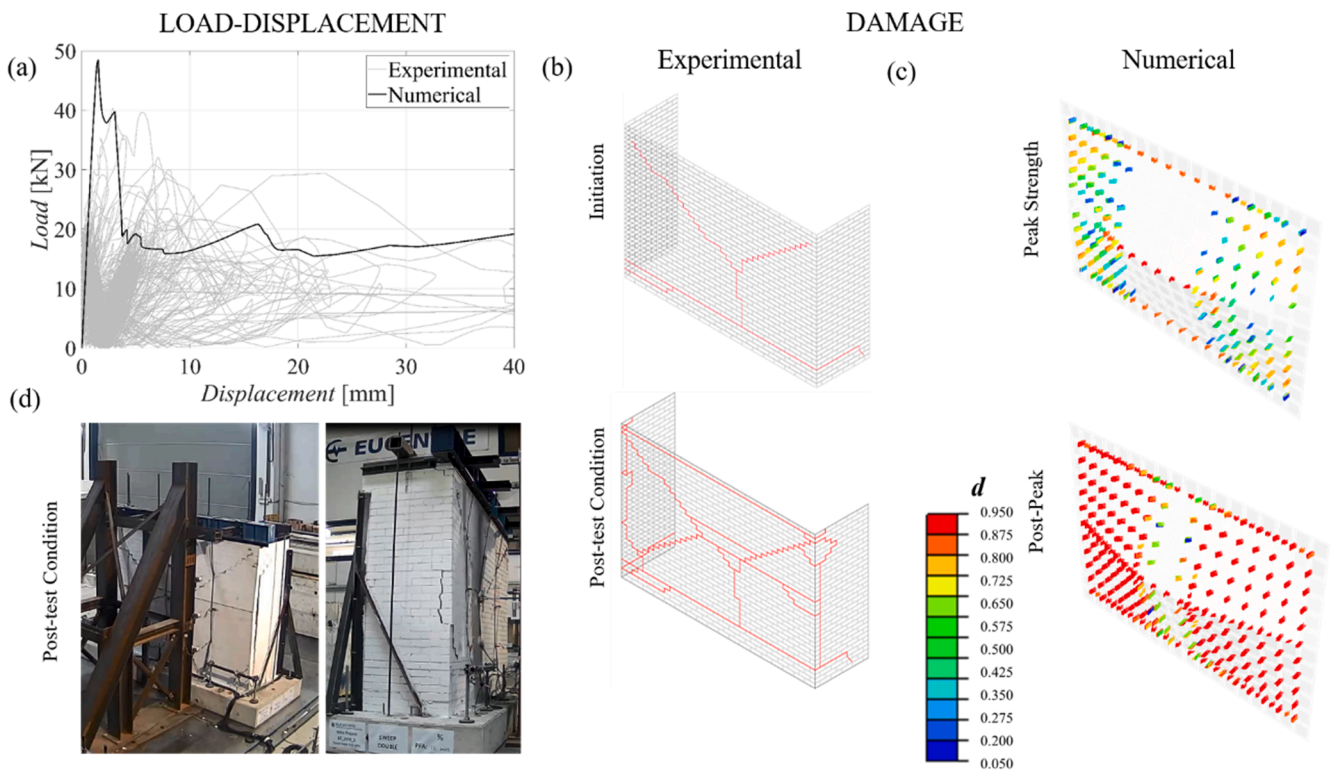 LOAD-DISPLACEMENT
DAMAGE
(a)
50
40
30
20
10
0
Load [kN]
Experimental
Numerical
0
10
20
30
40
Displacement [mm]
(b)
Experimental
Initiation
Post-test Condition
(c)
Numerical
Peak Strength
Post-Peak
d
0.950
0.875
0.800
0.725
0.650
0.575
0.500
0.425
0.350
0.275
0.200
0.050
(d)
Post-test Condition
SWEEP
DOUBLE
PFA: